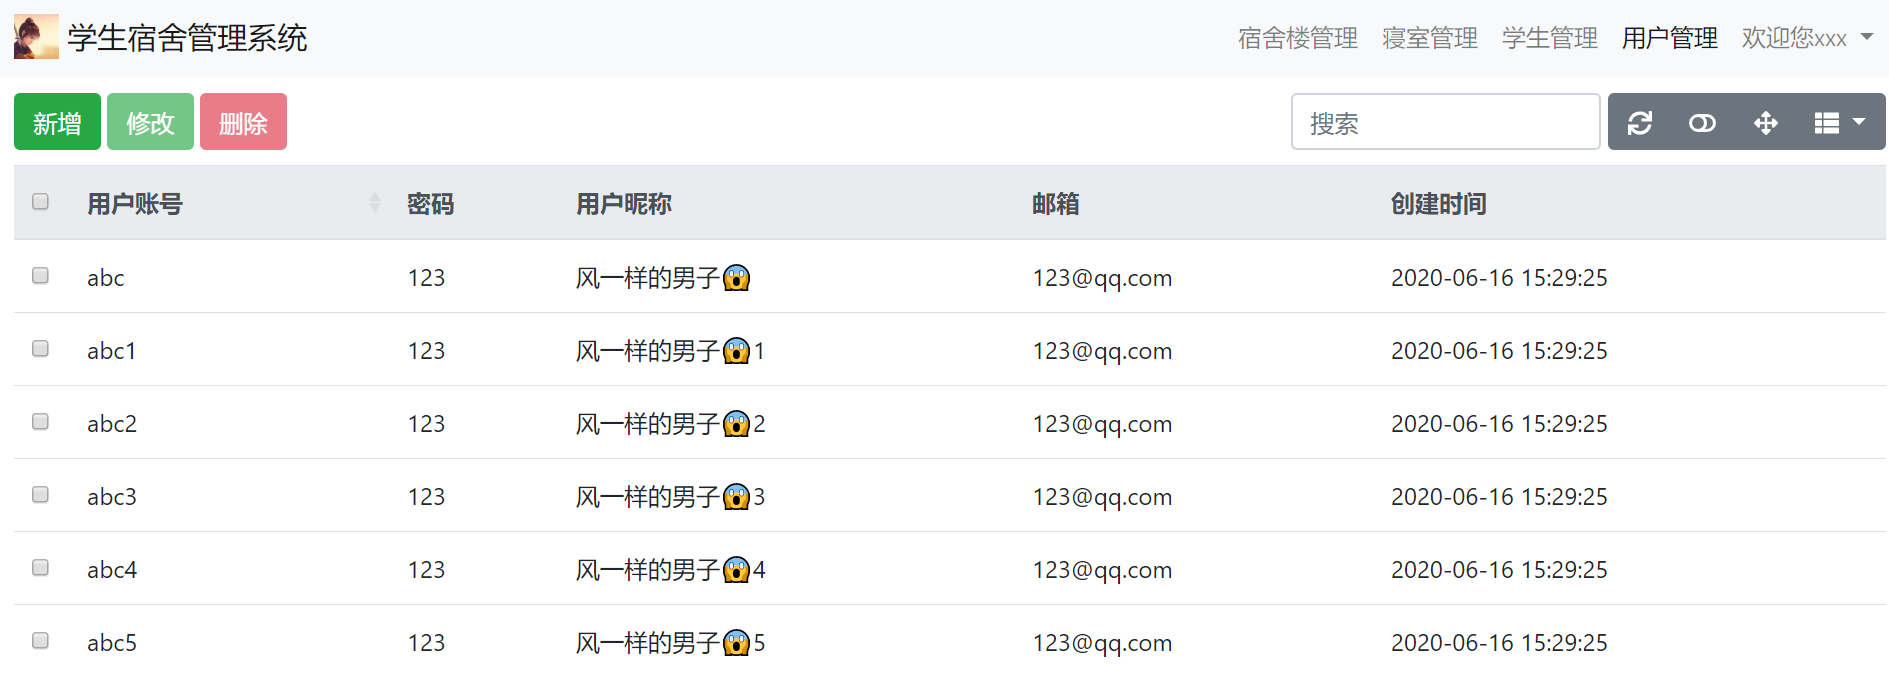 学生宿舍管理系统 宿舍楼管理 寝室管理 学生管理 用户管理 欢迎您xxx
新增 修改 删除 搜索
用户账号 密码 用户昵称 邮箱 创建时间
abc 123 风一样的男子😱 123@qq.com 2020-06-16 15:29:25
abc1 123 风一样的男子😱1 123@qq.com 2020-06-16 15:29:25
abc2 123 风一样的男子😱2 123@qq.com 2020-06-16 15:29:25
abc3 123 风一样的男子😱3 123@qq.com 2020-06-16 15:29:25
abc4 123 风一样的男子😱4 123@qq.com 2020-06-16 15:29:25
abc5 123 风一样的男子😱5 123@qq.com 2020-06-16 15:29:25